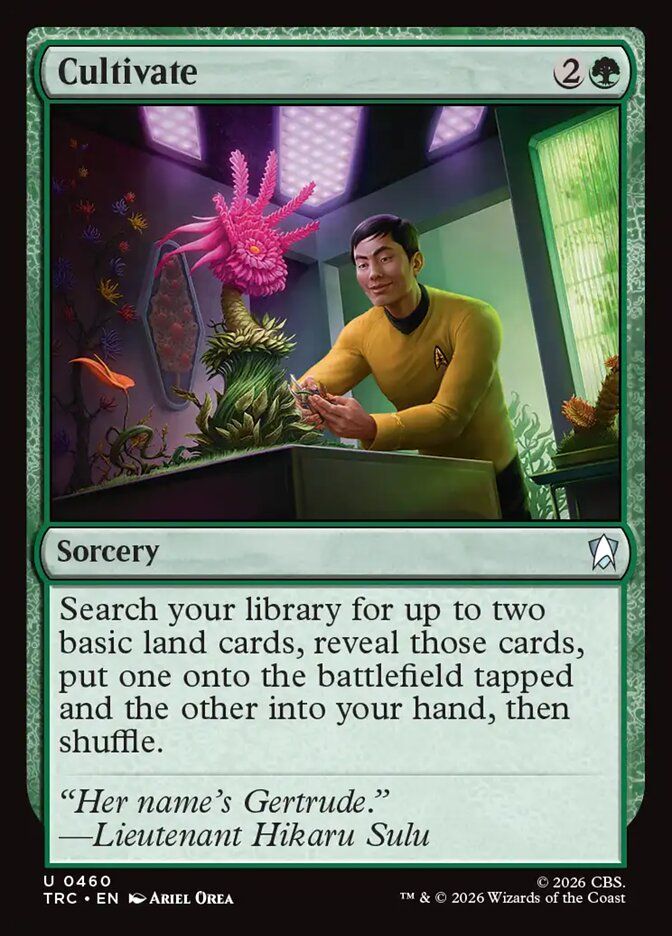 Cultivate 2
Sorcery
Search your library for up to two
basic land cards, reveal those cards,
put one onto the battlefield tapped
and the other into your hand, then
shuffle.
“Her name’s Gertrude.”
—Lieutenant Hikaru Sulu
U 0460
TRC • EN Ariel Orea
© 2026 CBS.
™ & © 2026 Wizards of the Coast